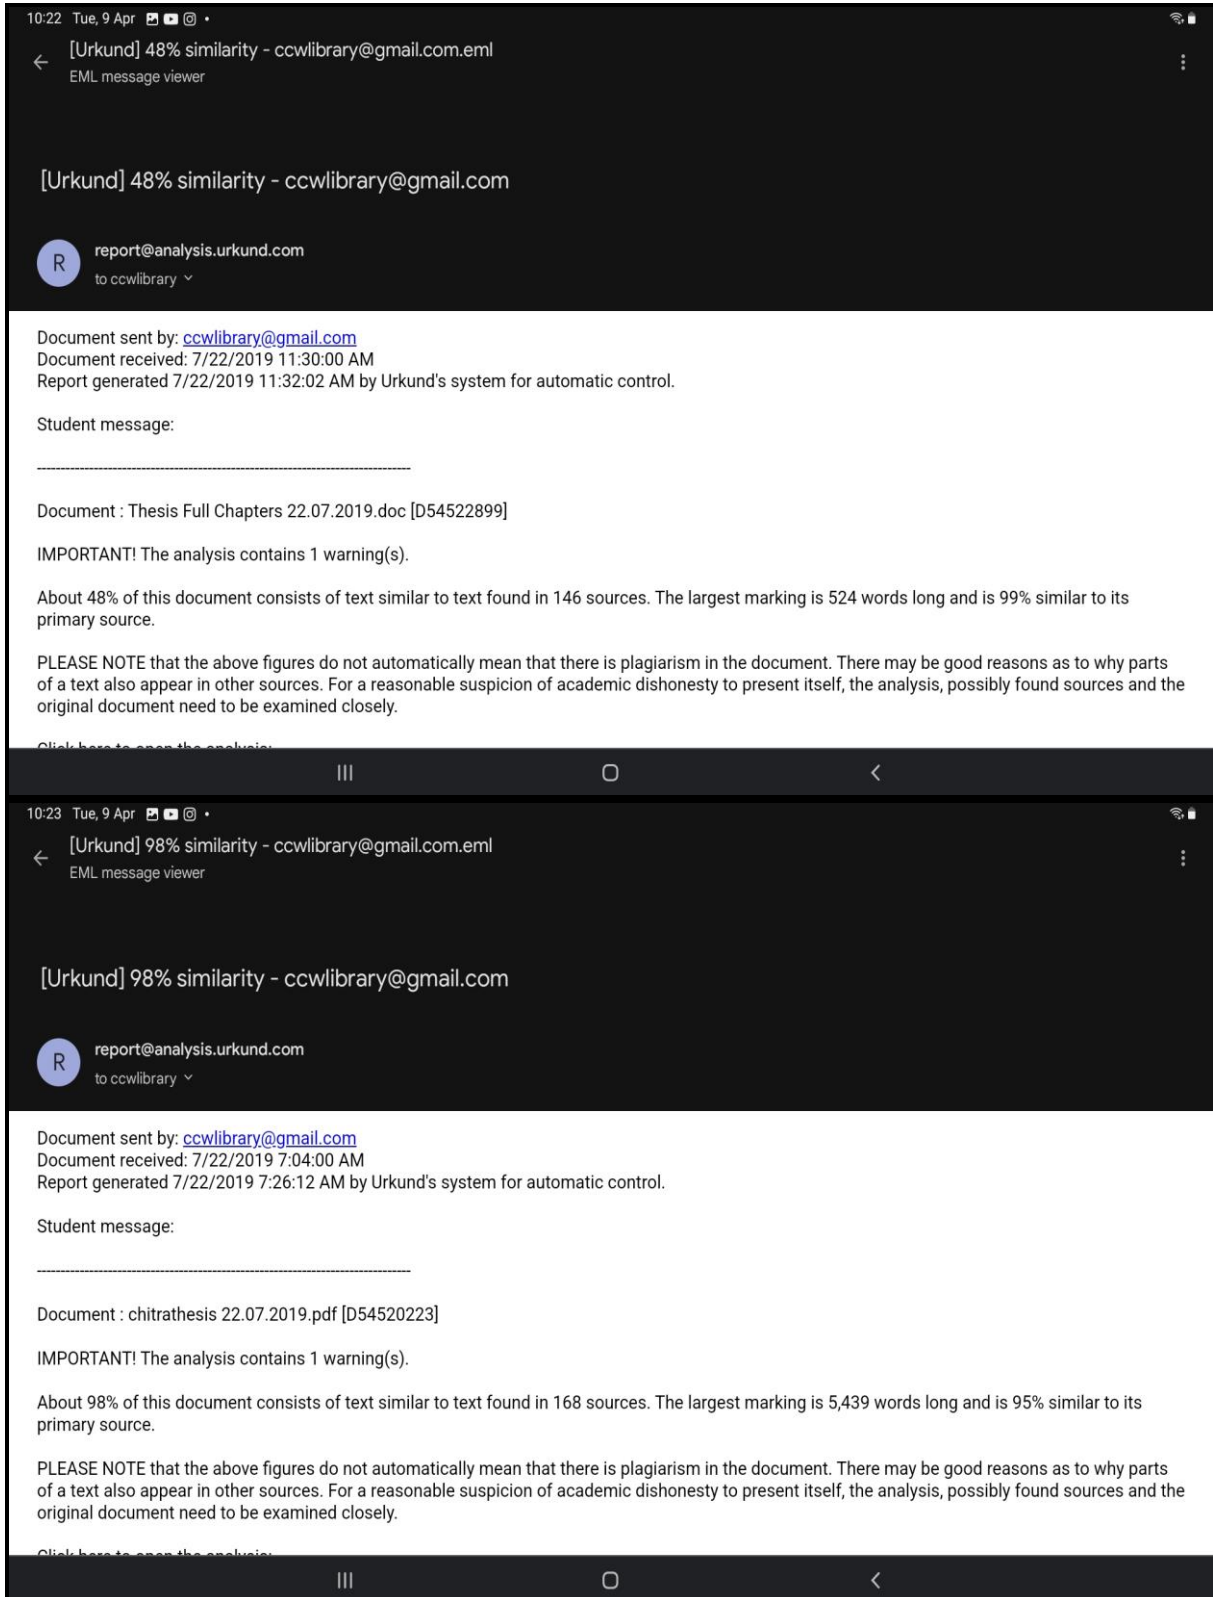 10:22 Tue, 9 Apr
[Urkund] 48% similarity - ccwlibrary@gmail.com.eml
EML message viewer
[Urkund] 48% similarity - ccwlibrary@gmail.com
R
report@analysis.urkund.com
to ccwlibrary
Document sent by: ccwlibrary@gmail.com
Document received: 7/22/2019 11:30:00 AM
Report generated 7/22/2019 11:32:02 AM by Urkund's system for automatic control.
Student message:
--------------------------------------------------------------------------------
Document : Thesis Full Chapters 22.07.2019.doc [D54522899]
IMPORTANT! The analysis contains 1 warning(s).
About 48% of this document consists of text similar to text found in 146 sources. The largest marking is 524 words long and is 99% similar to its
primary source.
PLEASE NOTE that the above figures do not automatically mean that there is plagiarism in the document. There may be good reasons as to why parts
of a text also appear in other sources. For a reasonable suspicion of academic dishonesty to present itself, the analysis, possibly found sources and the
original document need to be examined closely.
Click here to open the analysis:
10:23 Tue, 9 Apr
[Urkund] 98% similarity - ccwlibrary@gmail.com.eml
EML message viewer
[Urkund] 98% similarity - ccwlibrary@gmail.com
R
report@analysis.urkund.com
to ccwlibrary
Document sent by: ccwlibrary@gmail.com
Document received: 7/22/2019 7:04:00 AM
Report generated 7/22/2019 7:26:12 AM by Urkund's system for automatic control.
Student message:
--------------------------------------------------------------------------------
Document : chitrathesis 22.07.2019.pdf [D54520223]
IMPORTANT! The analysis contains 1 warning(s).
About 98% of this document consists of text similar to text found in 168 sources. The largest marking is 5,439 words long and is 95% similar to its
primary source.
PLEASE NOTE that the above figures do not automatically mean that there is plagiarism in the document. There may be good reasons as to why parts
of a text also appear in other sources. For a reasonable suspicion of academic dishonesty to present itself, the analysis, possibly found sources and the
original document need to be examined closely.
Click here to open the analysis: